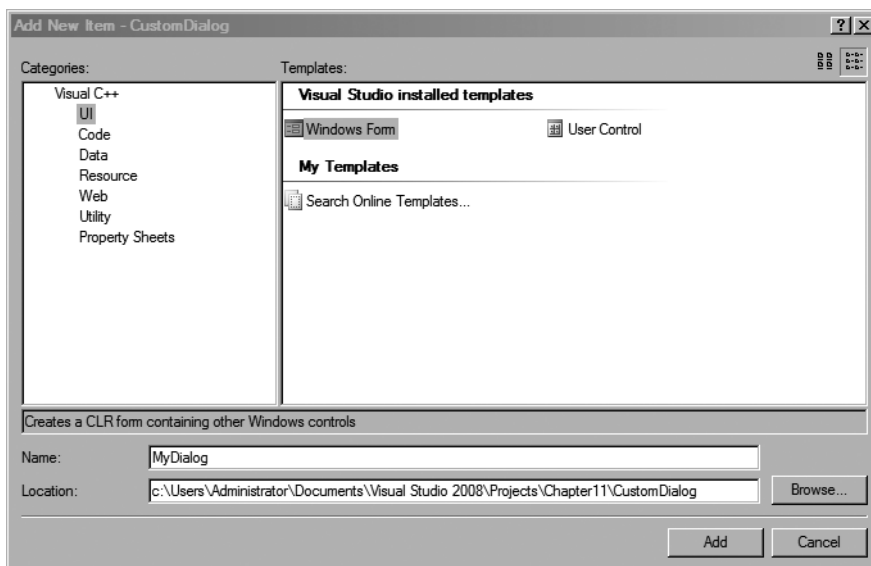 Add New Item - CustomDialog
Categories:
Templates:
Visual C++
UI
Code
Data
Resource
Web
Utility
Property Sheets
Visual Studio installed templates
Windows Form
User Control
My Templates
Search Online Templates...
Creates a CLR form containing other Windows controls
Name:
MyDialog
Location:
c:\Users\Administrator\Documents\Visual Studio 2008\Projects\Chapter11\CustomDialog
Browse...
Add
Cancel